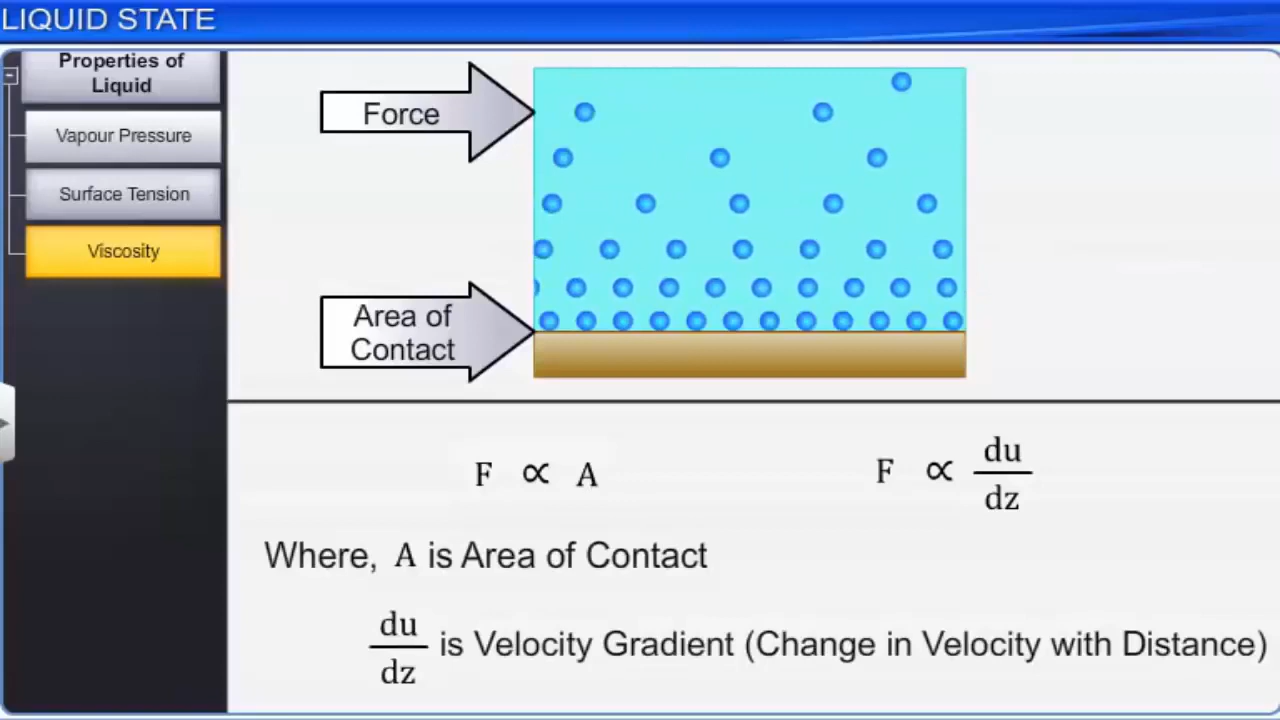 LIQUID STATE
Properties of
Liquid
Vapour Pressure
Surface Tension
Viscosity
Force
Area of
Contact
F ∝ A
F ∝ du/dz
Where, A is Area of Contact
du/dz is Velocity Gradient (Change in Velocity with Distance)